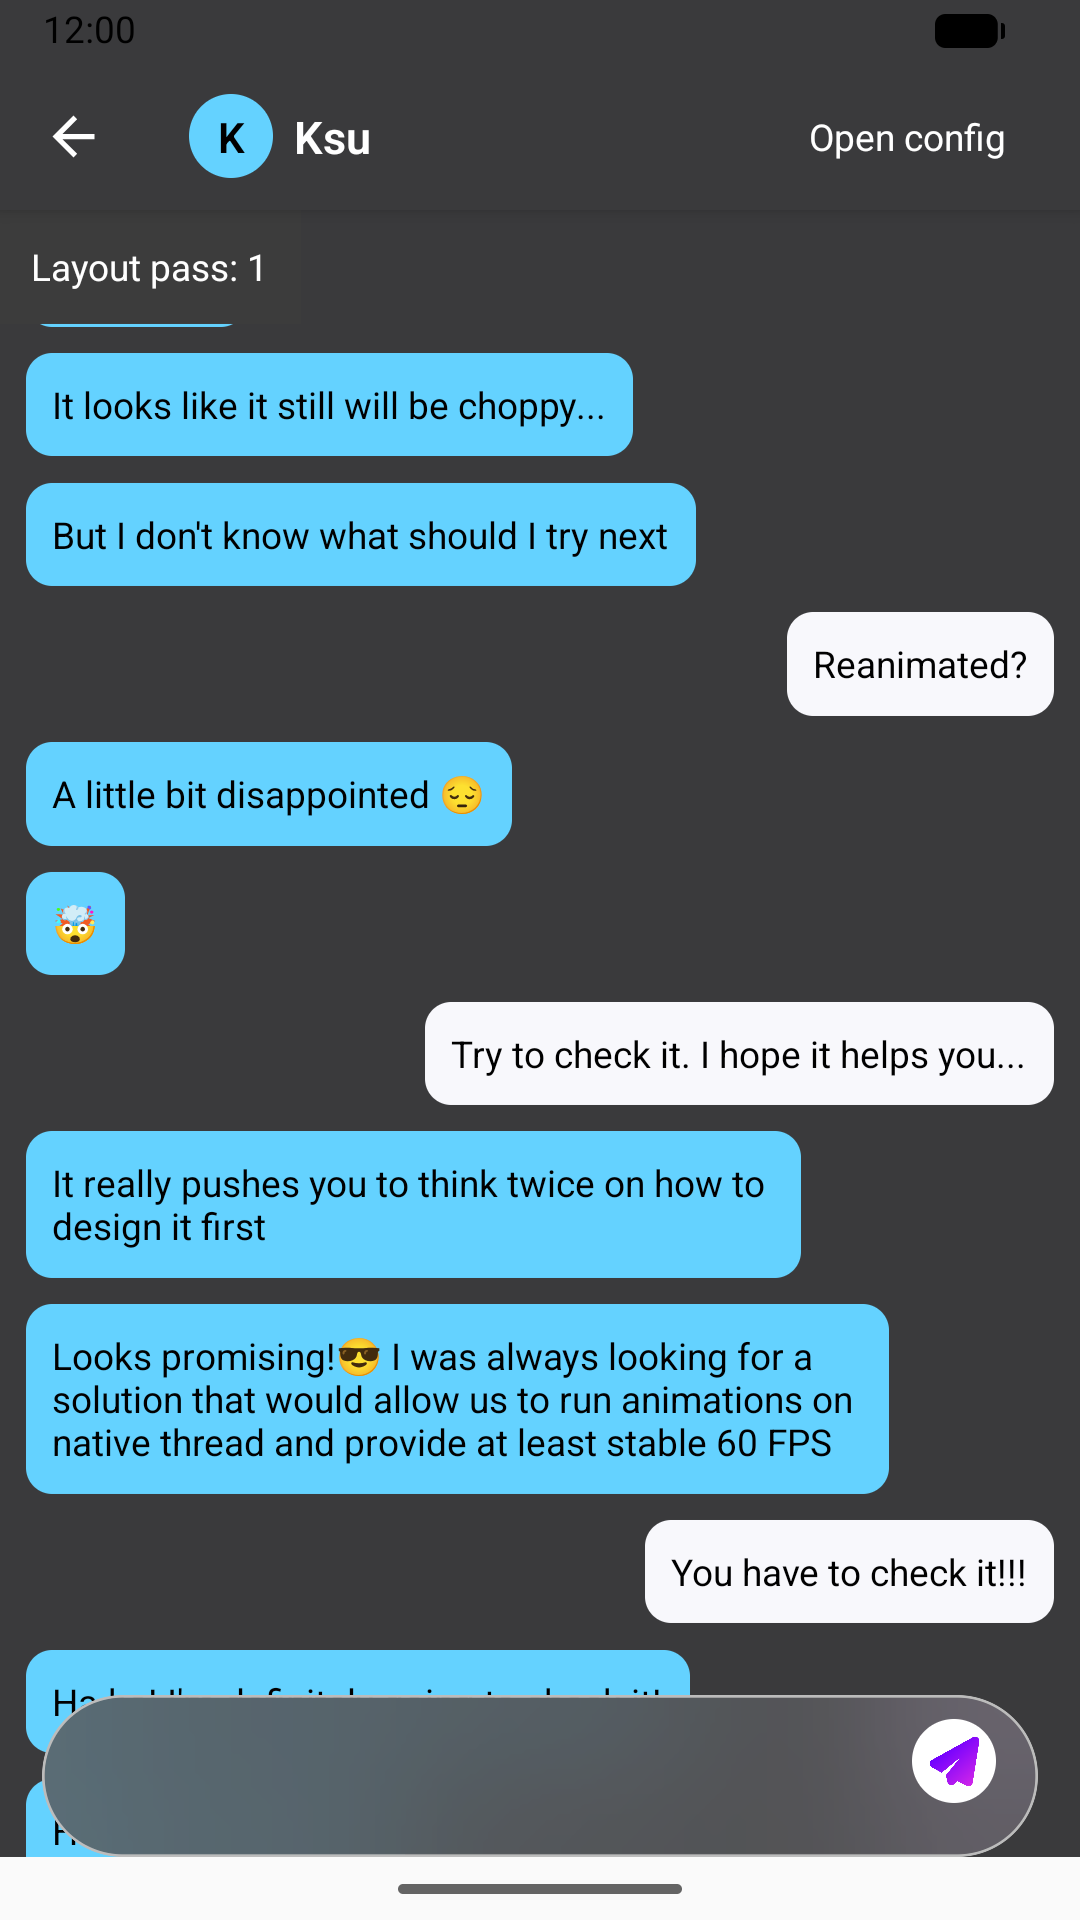 12:00
K
Ksu
Open config
Layout pass: 1
It looks like it still will be choppy...
But I don't know what should I try next
Reanimated?
A little bit disappointed 😔
🤯
Try to check it. I hope it helps you...
It really pushes you to think twice on how to
design it first
Looks promising!😎 I was always looking for a
solution that would allow us to run animations on
native thread and provide at least stable 60 FPS
You have to check it!!!